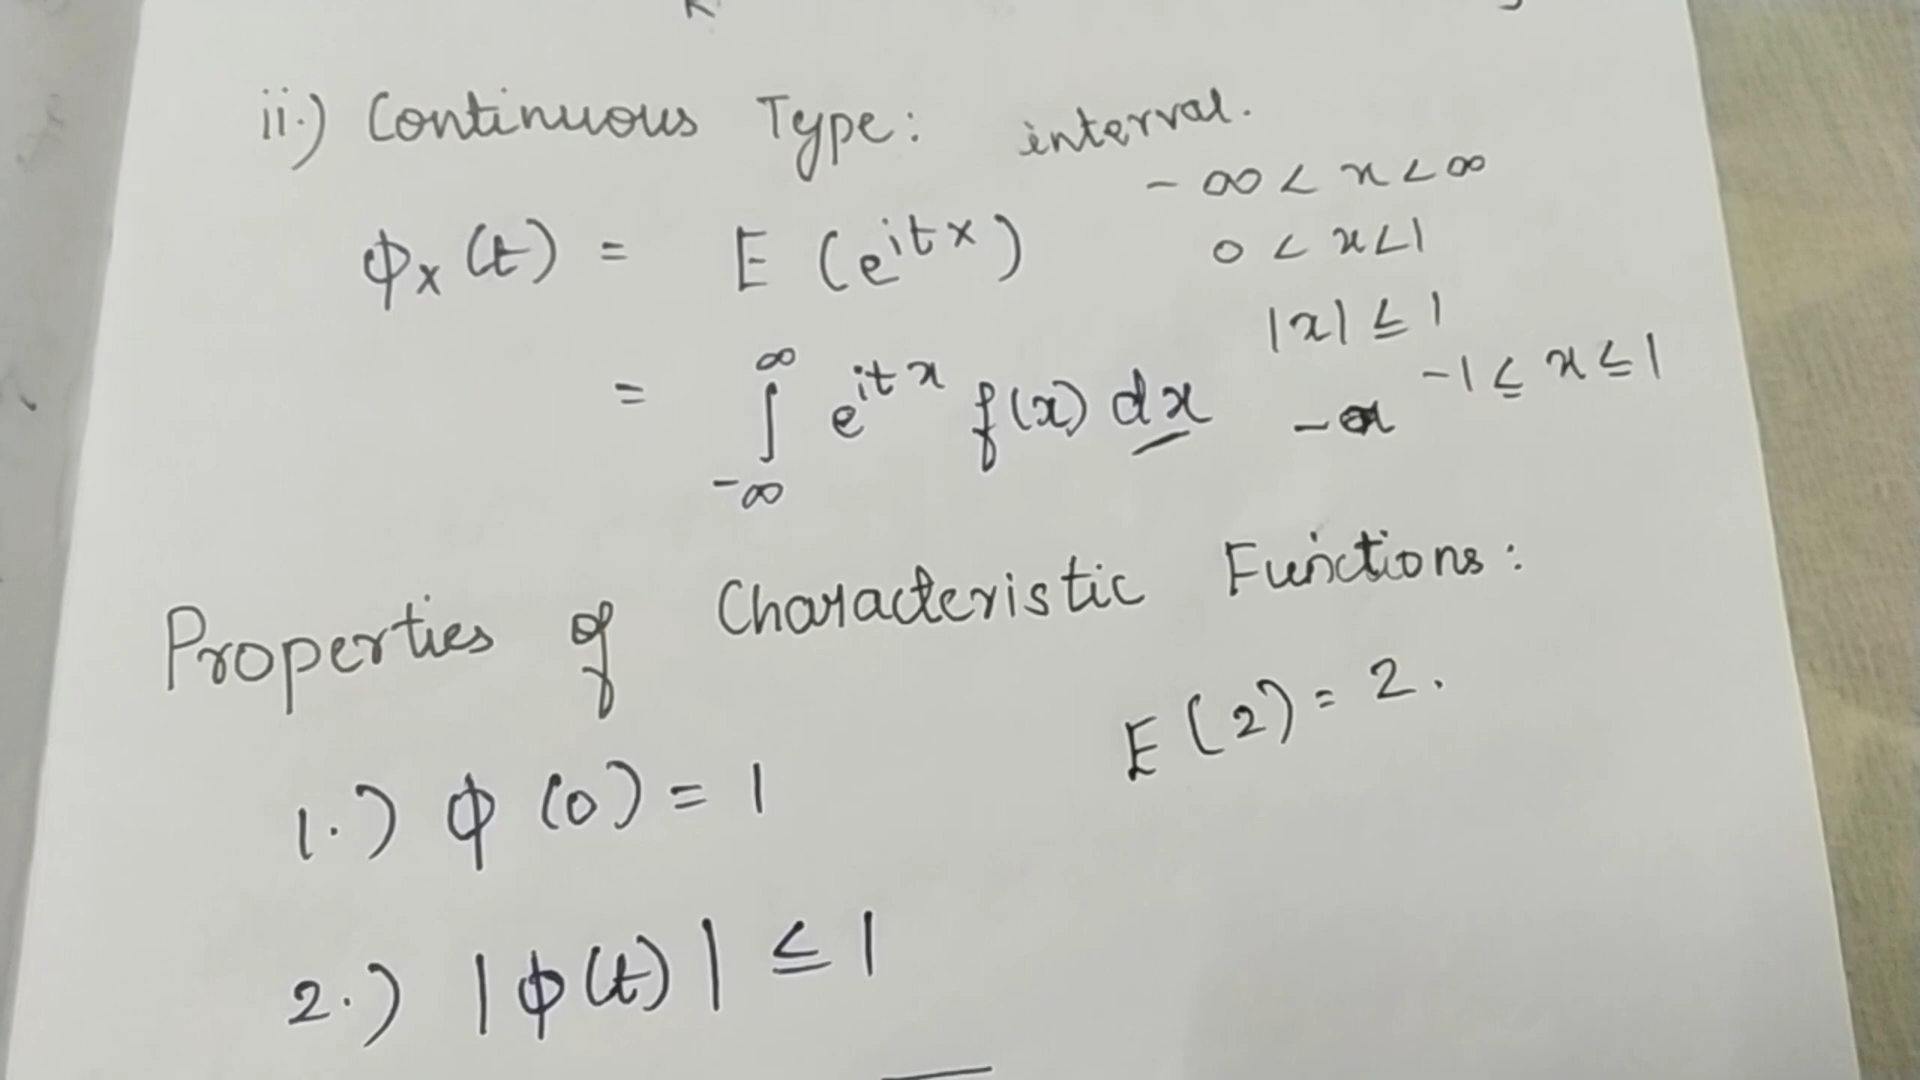 ii.) Continuous Type: interval.
-∞ < x < ∞
ϕₓ(t) = E (e^{itx})
0 < x < 1
|x| ≤ 1
= ∫_{-∞}^{∞} e^{itx} f(x) dx
-1 ≤ x ≤ 1
Properties of Characteristic Functions:
E(2) = 2.
1.) ϕ(0) = 1
2.) |ϕ(t)| ≤ 1